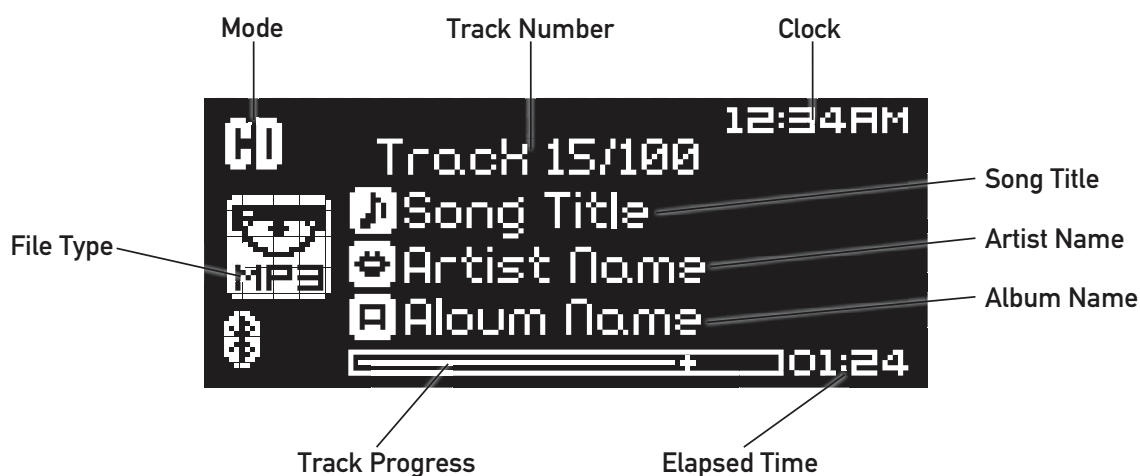 Mode Track Number Clock
CD 12:34AM
Track 15/100
Song Title
Song Title
Artist Name
Artist Name
File Type MP3
A Album Name
Album Name
01:24
Track Progress Elapsed Time